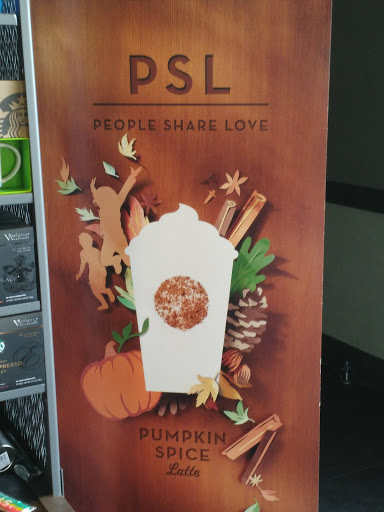 PSL
PEOPLE SHARE LOVE
PUMPKIN
SPICE
Latte